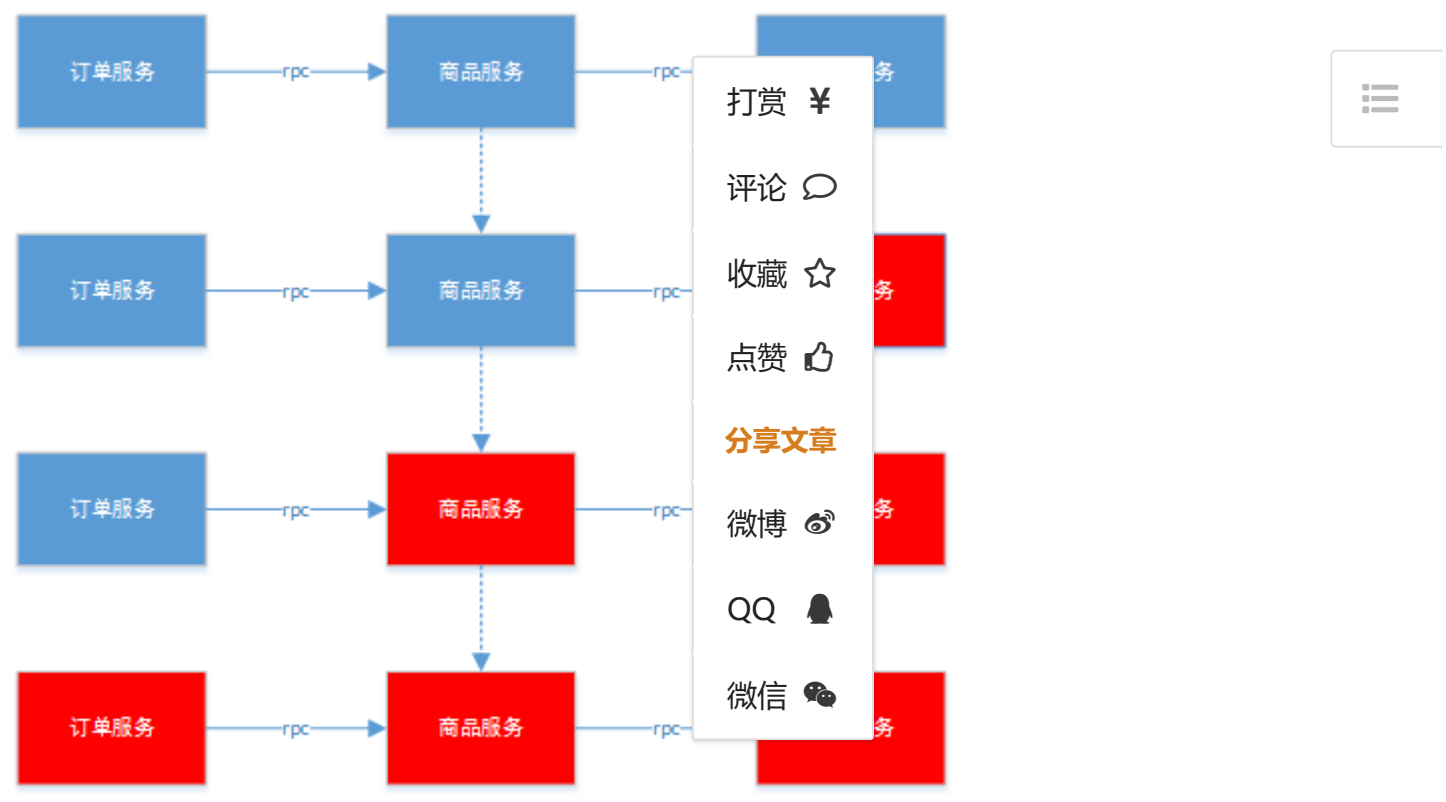 订单服务 rpc 商品服务 rpc 务
订单服务 rpc 商品服务 rpc 务
订单服务 rpc 商品服务 rpc 务
订单服务 rpc 商品服务 rpc 务
打赏 ¥
评论
收藏
点赞
分享文章
微博
QQ
微信